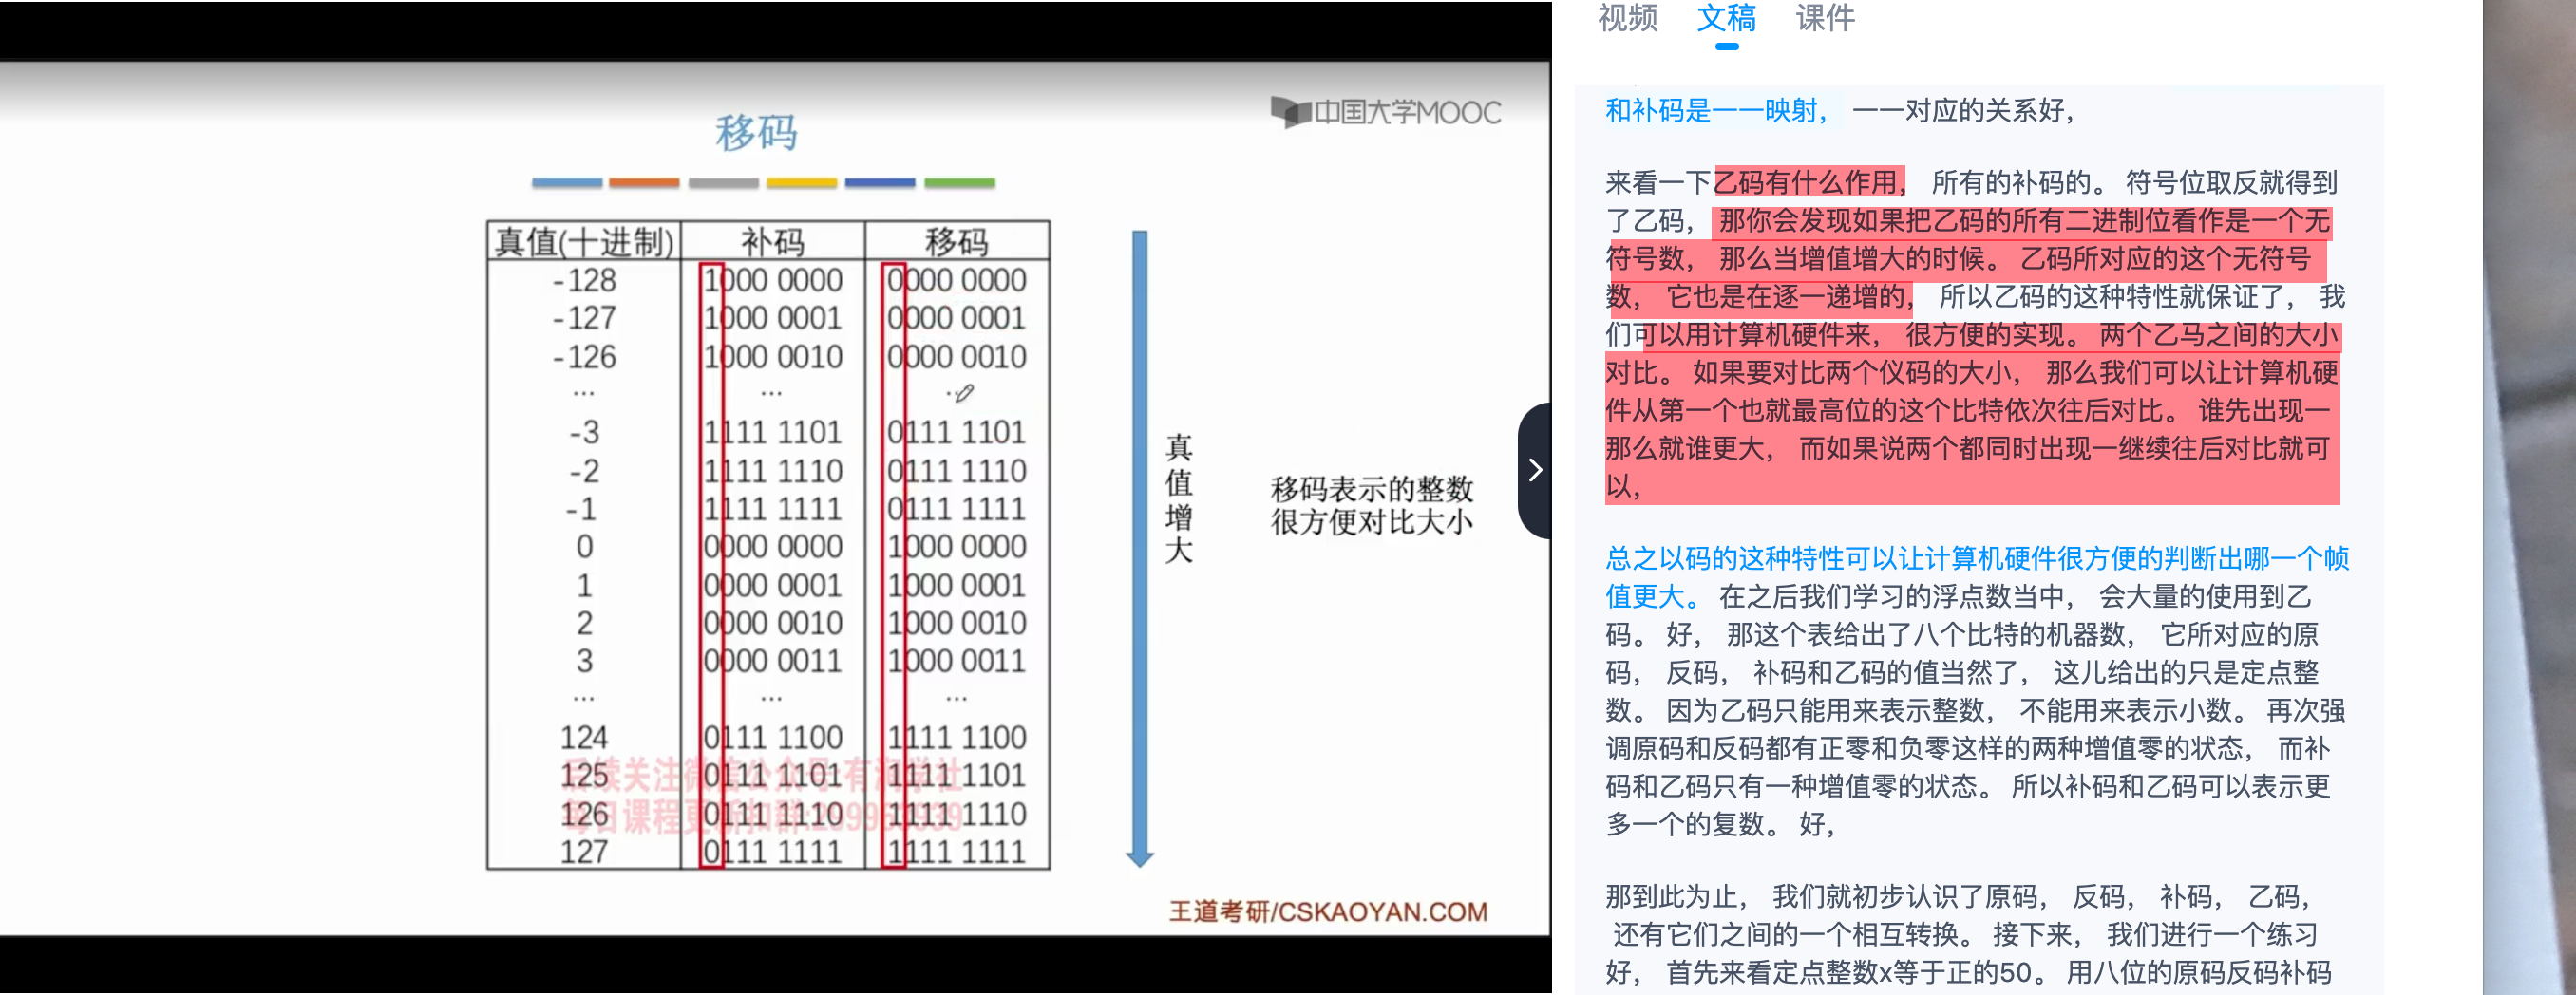 中国大学MOOC
移码
真值(十进制) 补码 移码
-128 1000 0000 0000 0000
-127 1000 0001 0000 0001
-126 1000 0010 0000 0010
... ... ...
-3 1111 1101 0111 1101
-2 1111 1110 0111 1110
-1 1111 1111 0111 1111
0 0000 0000 1000 0000
1 0000 0001 1000 0001
2 0000 0010 1000 0010
3 0000 0011 1000 0011
... ... ...
124 0111 1100 1111 1100
125 0111 1101 1111 1101
126 0111 1110 1111 1110
127 0111 1111 1111 1111
真值增大
移码表示的整数
很方便对比大小
王道考研/CSKAOYAN.COM
视频 文稿 课件
和补码是一一映射， 一一对应的关系好，
来看一下乙码有什么作用， 所有的补码的。 符号位取反就得到
了乙码， 那你会发现如果把乙码的所有二进制位看作是一个无
符号数， 那么当增值增大的时候。 乙码所对应的这个无符号
数， 它也是在逐一递增的， 所以乙码的这种特性就保证了， 我
们可以用计算机硬件来， 很方便的实现。 两个乙马之间的大小
对比。 如果要对比两个仪码的大小， 那么我们可以让计算机硬
件从第一个也就最高位的这个比特依次往后对比。 谁先出现一
那么就谁更大， 而如果说两个都同时出现一继续往后对比就可
以，
总之以码的这种特性可以让计算机硬件很方便的判断出哪一个帧
值更大。 在之后我们学习的浮点数当中， 会大量的使用到乙
码。 好， 那这个表给出了八个比特的机器数， 它所对应的原
码， 反码， 补码和乙码的值当然了， 这儿给出的只是定点整
数。 因为乙码只能用来表示整数， 不能用来表示小数。 再次强
调原码和反码都有正零和负零这样的两种增值零的状态， 而补
码和乙码只有一种增值零的状态。 所以补码和乙码可以表示更
多一个的复数。 好，
那到此为止， 我们就初步认识了原码， 反码， 补码， 乙码，
还有它们之间的一个相互转换。 接下来， 我们进行一个练习
好， 首先来看定点整数x等于正的50。 用八位的原码反码补码